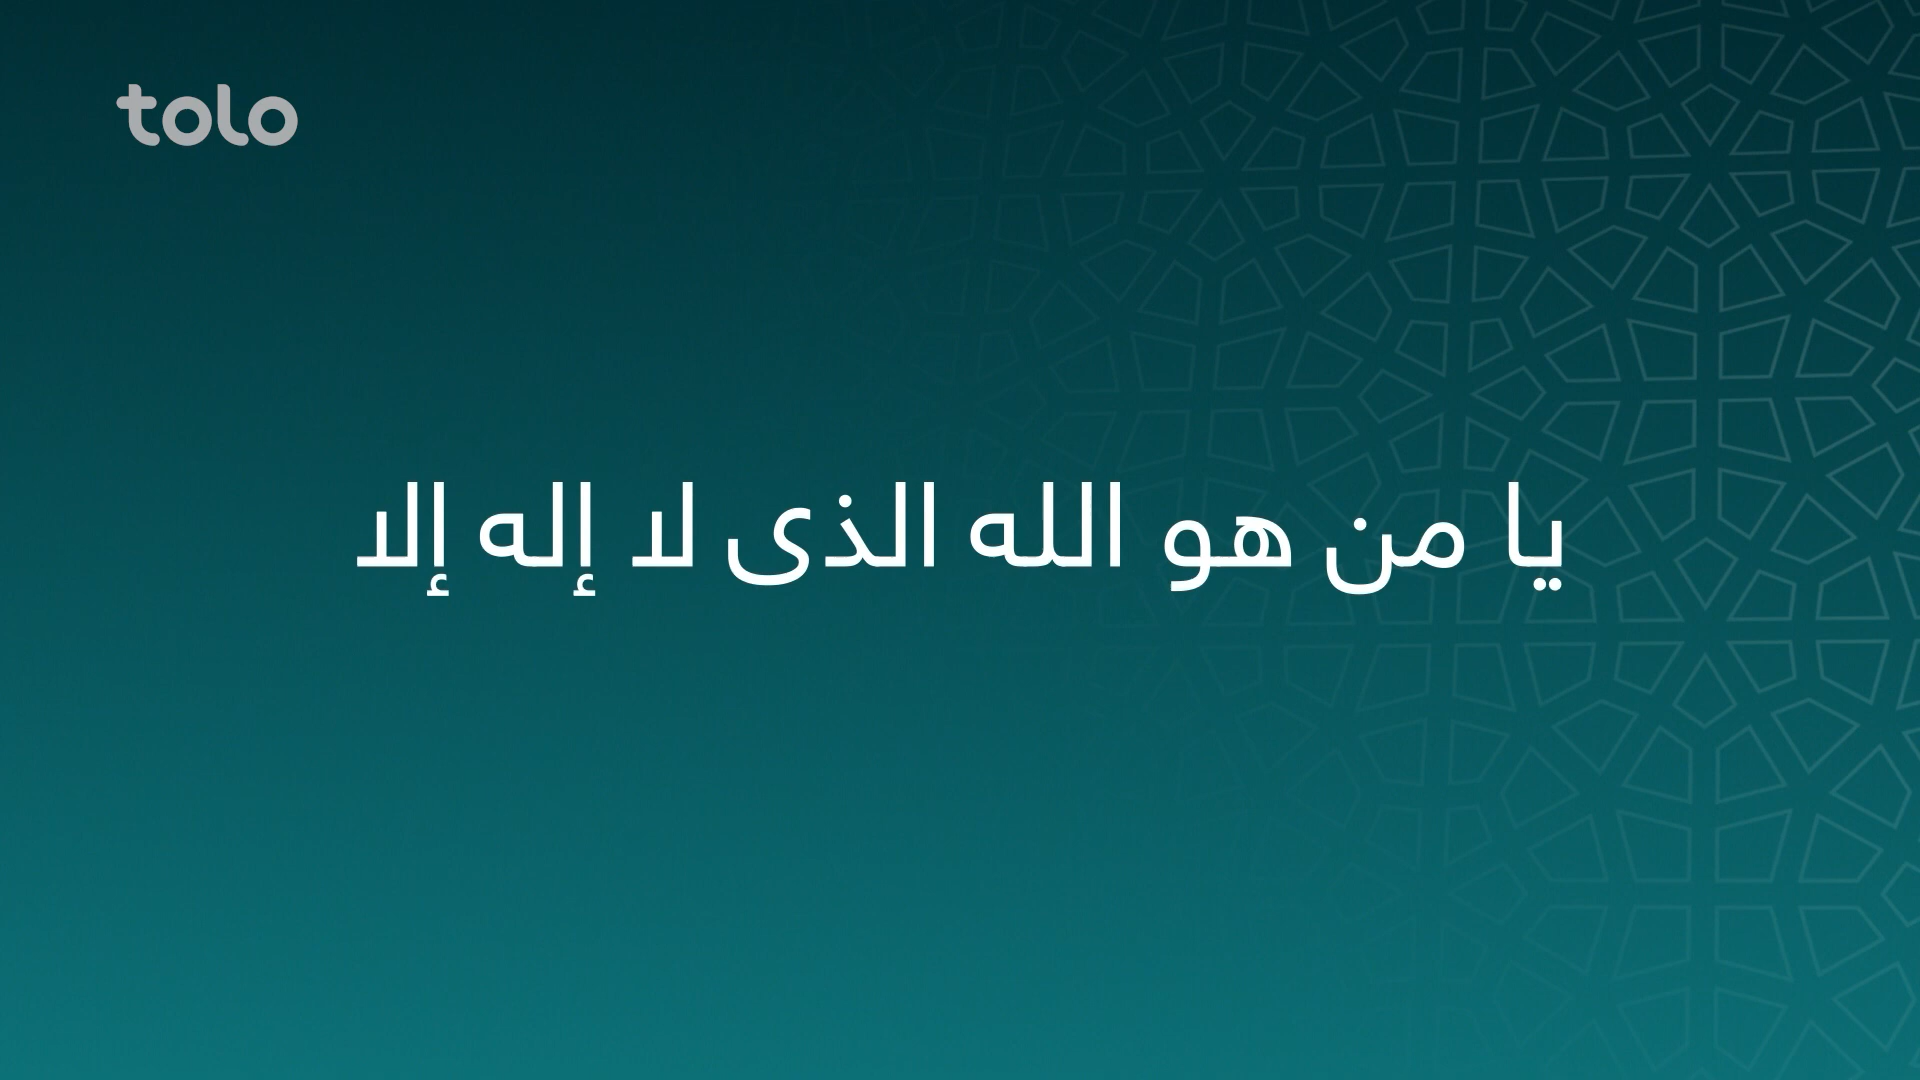 tolo
يا من هو الله الذى لا إله إلا